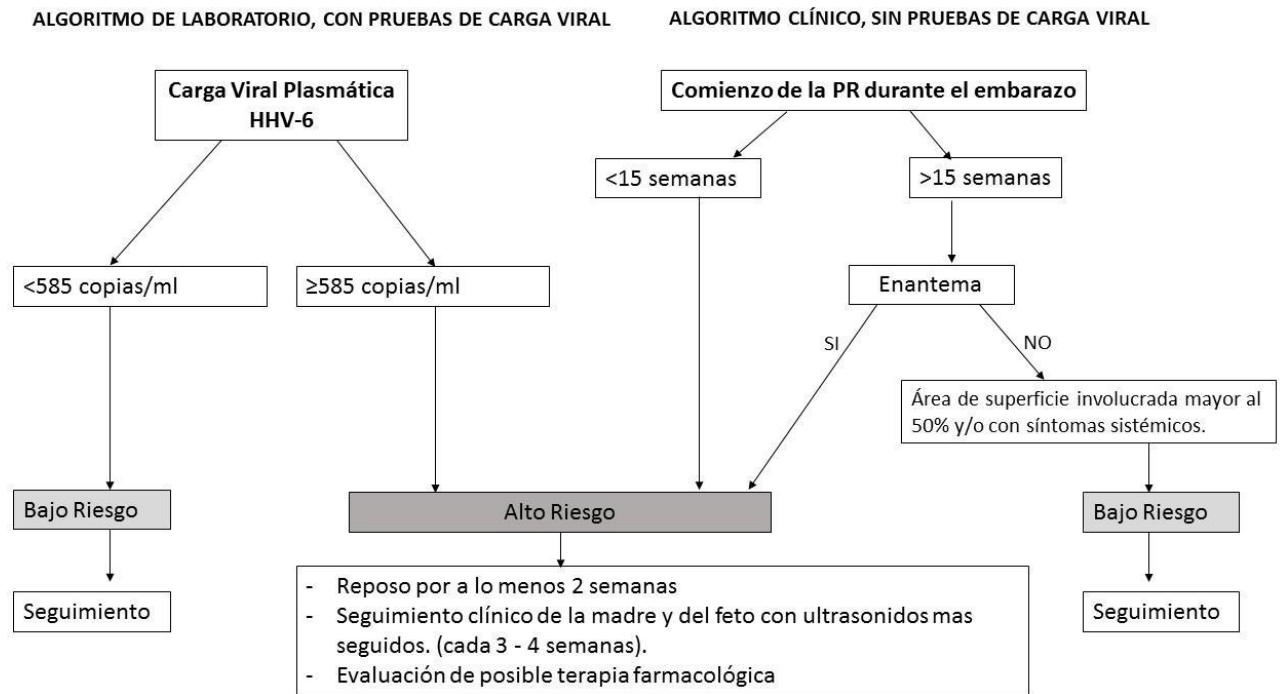 ALGORITMO DE LABORATORIO, CON PRUEBAS DE CARGA VIRAL
Carga Viral Plasmática
HHV-6
<585 copias/ml
≥585 copias/ml
ALGORITMO CLÍNICO, SIN PRUEBAS DE CARGA VIRAL
Comienzo de la PR durante el embarazo
<15 semanas
>15 semanas
Enantema
SI
NO
Área de superficie involucrada mayor al
50% y/o con síntomas sistémicos.
Bajo Riesgo
Alto Riesgo
Bajo Riesgo
Seguimiento
- Reposo por a lo menos 2 semanas
- Seguimiento clínico de la madre y del feto con ultrasonidos mas
seguidos. (cada 3 - 4 semanas).
- Evaluación de posible terapia farmacológica
Seguimiento